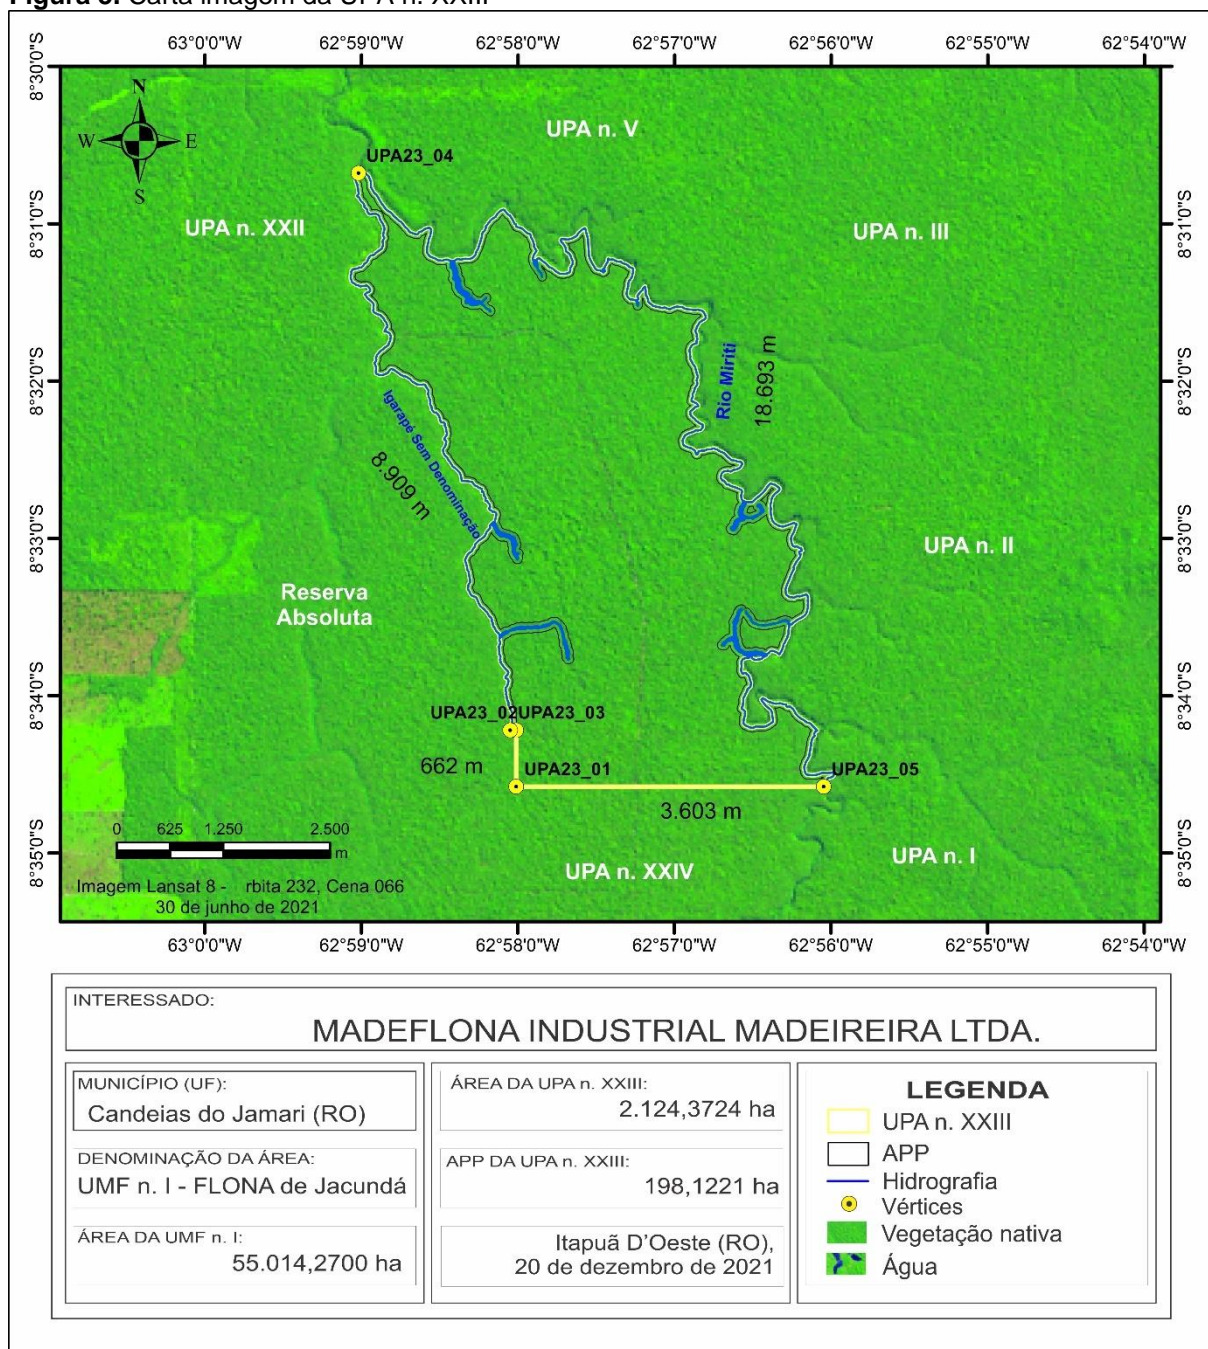 Figura 3. Carta imagem da UPA n. XXIII
63°0'0"W 62°59'0"W 62°58'0"W 62°57'0"W 62°56'0"W 62°55'0"W 62°54'0"W
8°30'0"S
8°30'0"S
N
W E
S
UPA n. V
UPA23_04
UPA n. XXII
UPA n. III
8°31'0"S
8°31'0"S
8°32'0"S
8°32'0"S
Rio Miriti
18.693 m
Igarape Sem Denominação
8.909 m
8°33'0"S
8°33'0"S
UPA n. II
Reserva
Absoluta
8°34'0"S
8°34'0"S
UPA23_02 UPA23_03
662 m
UPA23_01
UPA23_05
3.603 m
0 625 1.250 2.500
m
8°35'0"S
8°35'0"S
UPA n. XXIV
UPA n. I
Imagem Lansat 8 - rbita 232, Cena 066
30 de junho de 2021
63°0'0"W 62°59'0"W 62°58'0"W 62°57'0"W 62°56'0"W 62°55'0"W 62°54'0"W
INTERESSADO:
MADEFLONA INDUSTRIAL MADEIREIRA LTDA.
MUNICÍPIO (UF):
Candeias do Jamari (RO)
DENOMINAÇÃO DA ÁREA:
UMF n. I - FLONA de Jacundá
ÁREA DA UMF n. I:
55.014,2700 ha
ÁREA DA UPA n. XXIII:
2.124,3724 ha
APP DA UPA n. XXIII:
198,1221 ha
Itapuã D'Oeste (RO),
20 de dezembro de 2021
LEGENDA
UPA n. XXIII
APP
Hidrografia
Vértices
Vegetação nativa
Água